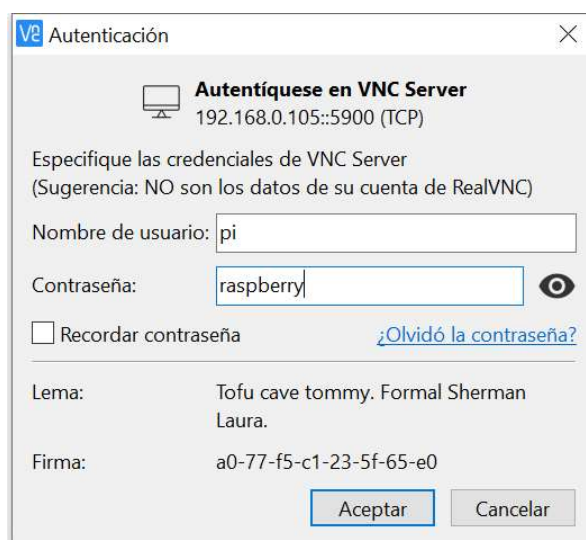 V2 Autenticación
Autentíquese en VNC Server
192.168.0.105::5900 (TCP)
Especifique las credenciales de VNC Server
(Sugerencia: NO son los datos de su cuenta de RealVNC)
Nombre de usuario: pi
Contraseña: raspberry
Recordar contraseña ¿Olvidó la contraseña?
Lema: Tofu cave tommy. Formal Sherman
Laura.
Firma: a0-77-f5-c1-23-5f-65-e0
Aceptar Cancelar